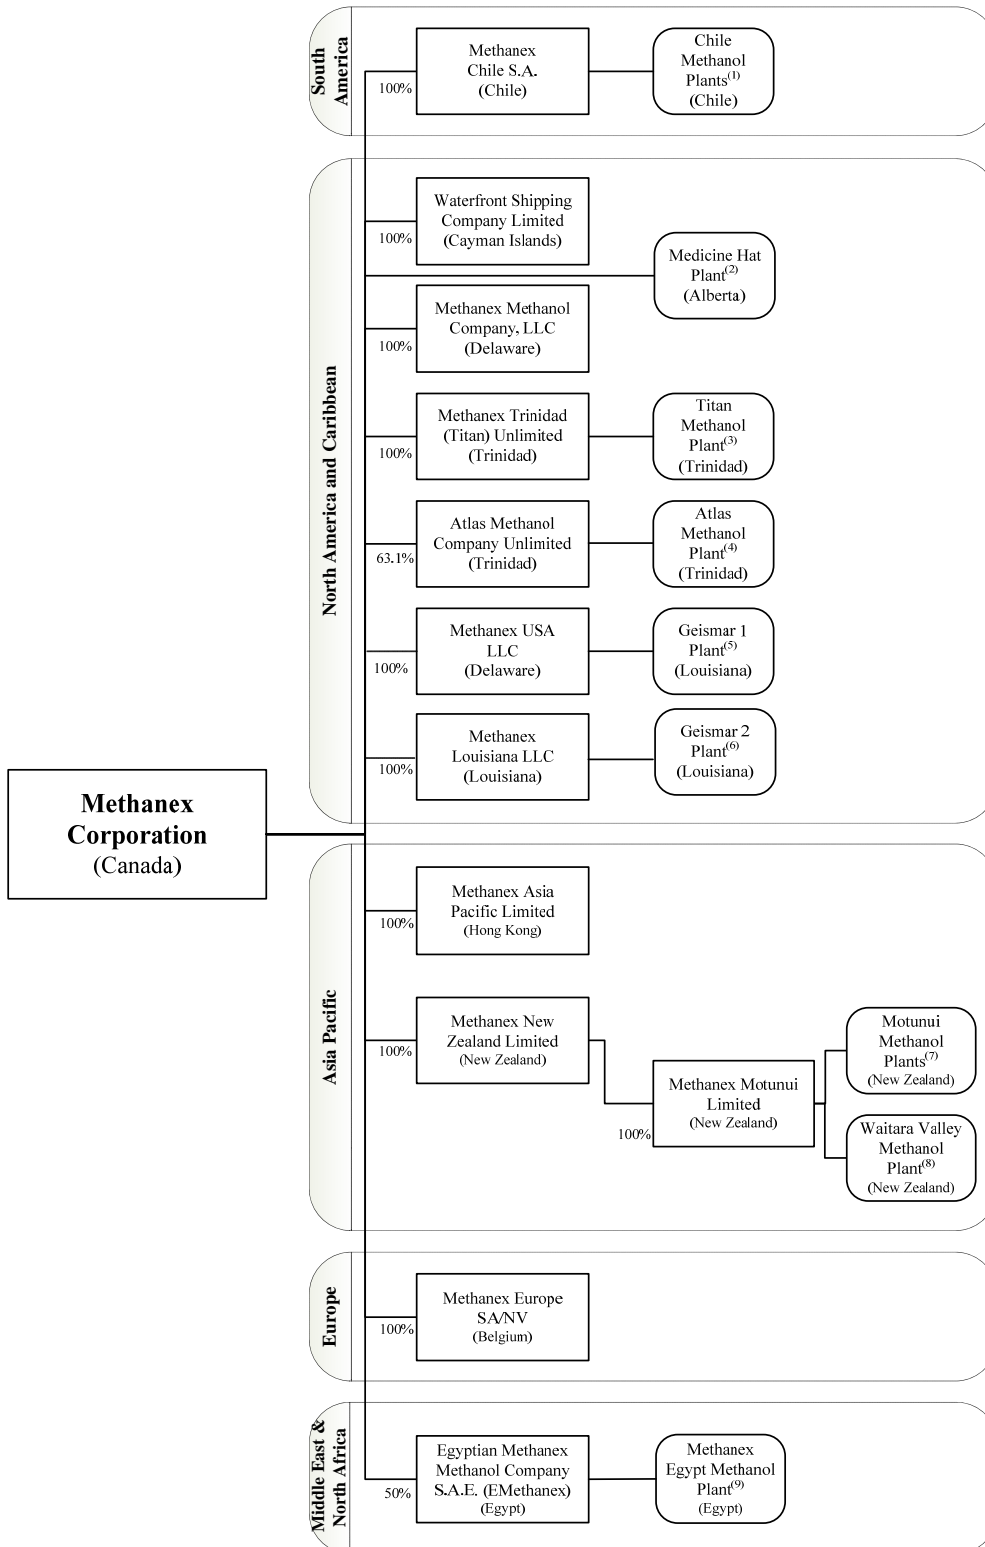 South
America
Methanex
Chile S.A.
(Chile)
100%
Chile
Methanol
Plants(1)
(Chile)
North America and Caribbean
Waterfront Shipping
Company Limited
(Cayman Islands)
100%
Medicine Hat
Plant(2)
(Alberta)
Methanex Methanol
Company, LLC
(Delaware)
100%
Methanex Trinidad
(Titan) Unlimited
(Trinidad)
100%
Titan
Methanol
Plant(3)
(Trinidad)
Atlas Methanol
Company Unlimited
(Trinidad)
63.1%
Atlas
Methanol
Plant(4)
(Trinidad)
Methanex USA
LLC
(Delaware)
100%
Geismar 1
Plant(5)
(Louisiana)
Methanex
Louisiana LLC
(Louisiana)
100%
Geismar 2
Plant(6)
(Louisiana)
Methanex
Corporation
(Canada)
Asia Pacific
Methanex Asia
Pacific Limited
(Hong Kong)
100%
Methanex New
Zealand Limited
(New Zealand)
100%
Methanex Motunui
Limited
(New Zealand)
100%
Motunui
Methanol
Plants(7)
(New Zealand)
Waitara Valley
Methanol
Plant(8)
(New Zealand)
Europe
Methanex Europe
SA/NV
(Belgium)
100%
Middle East &
North Africa
Egyptian Methanex
Methanol Company
S.A.E. (EMethanex)
(Egypt)
50%
Methanex
Egypt Methanol
Plant(9)
(Egypt)